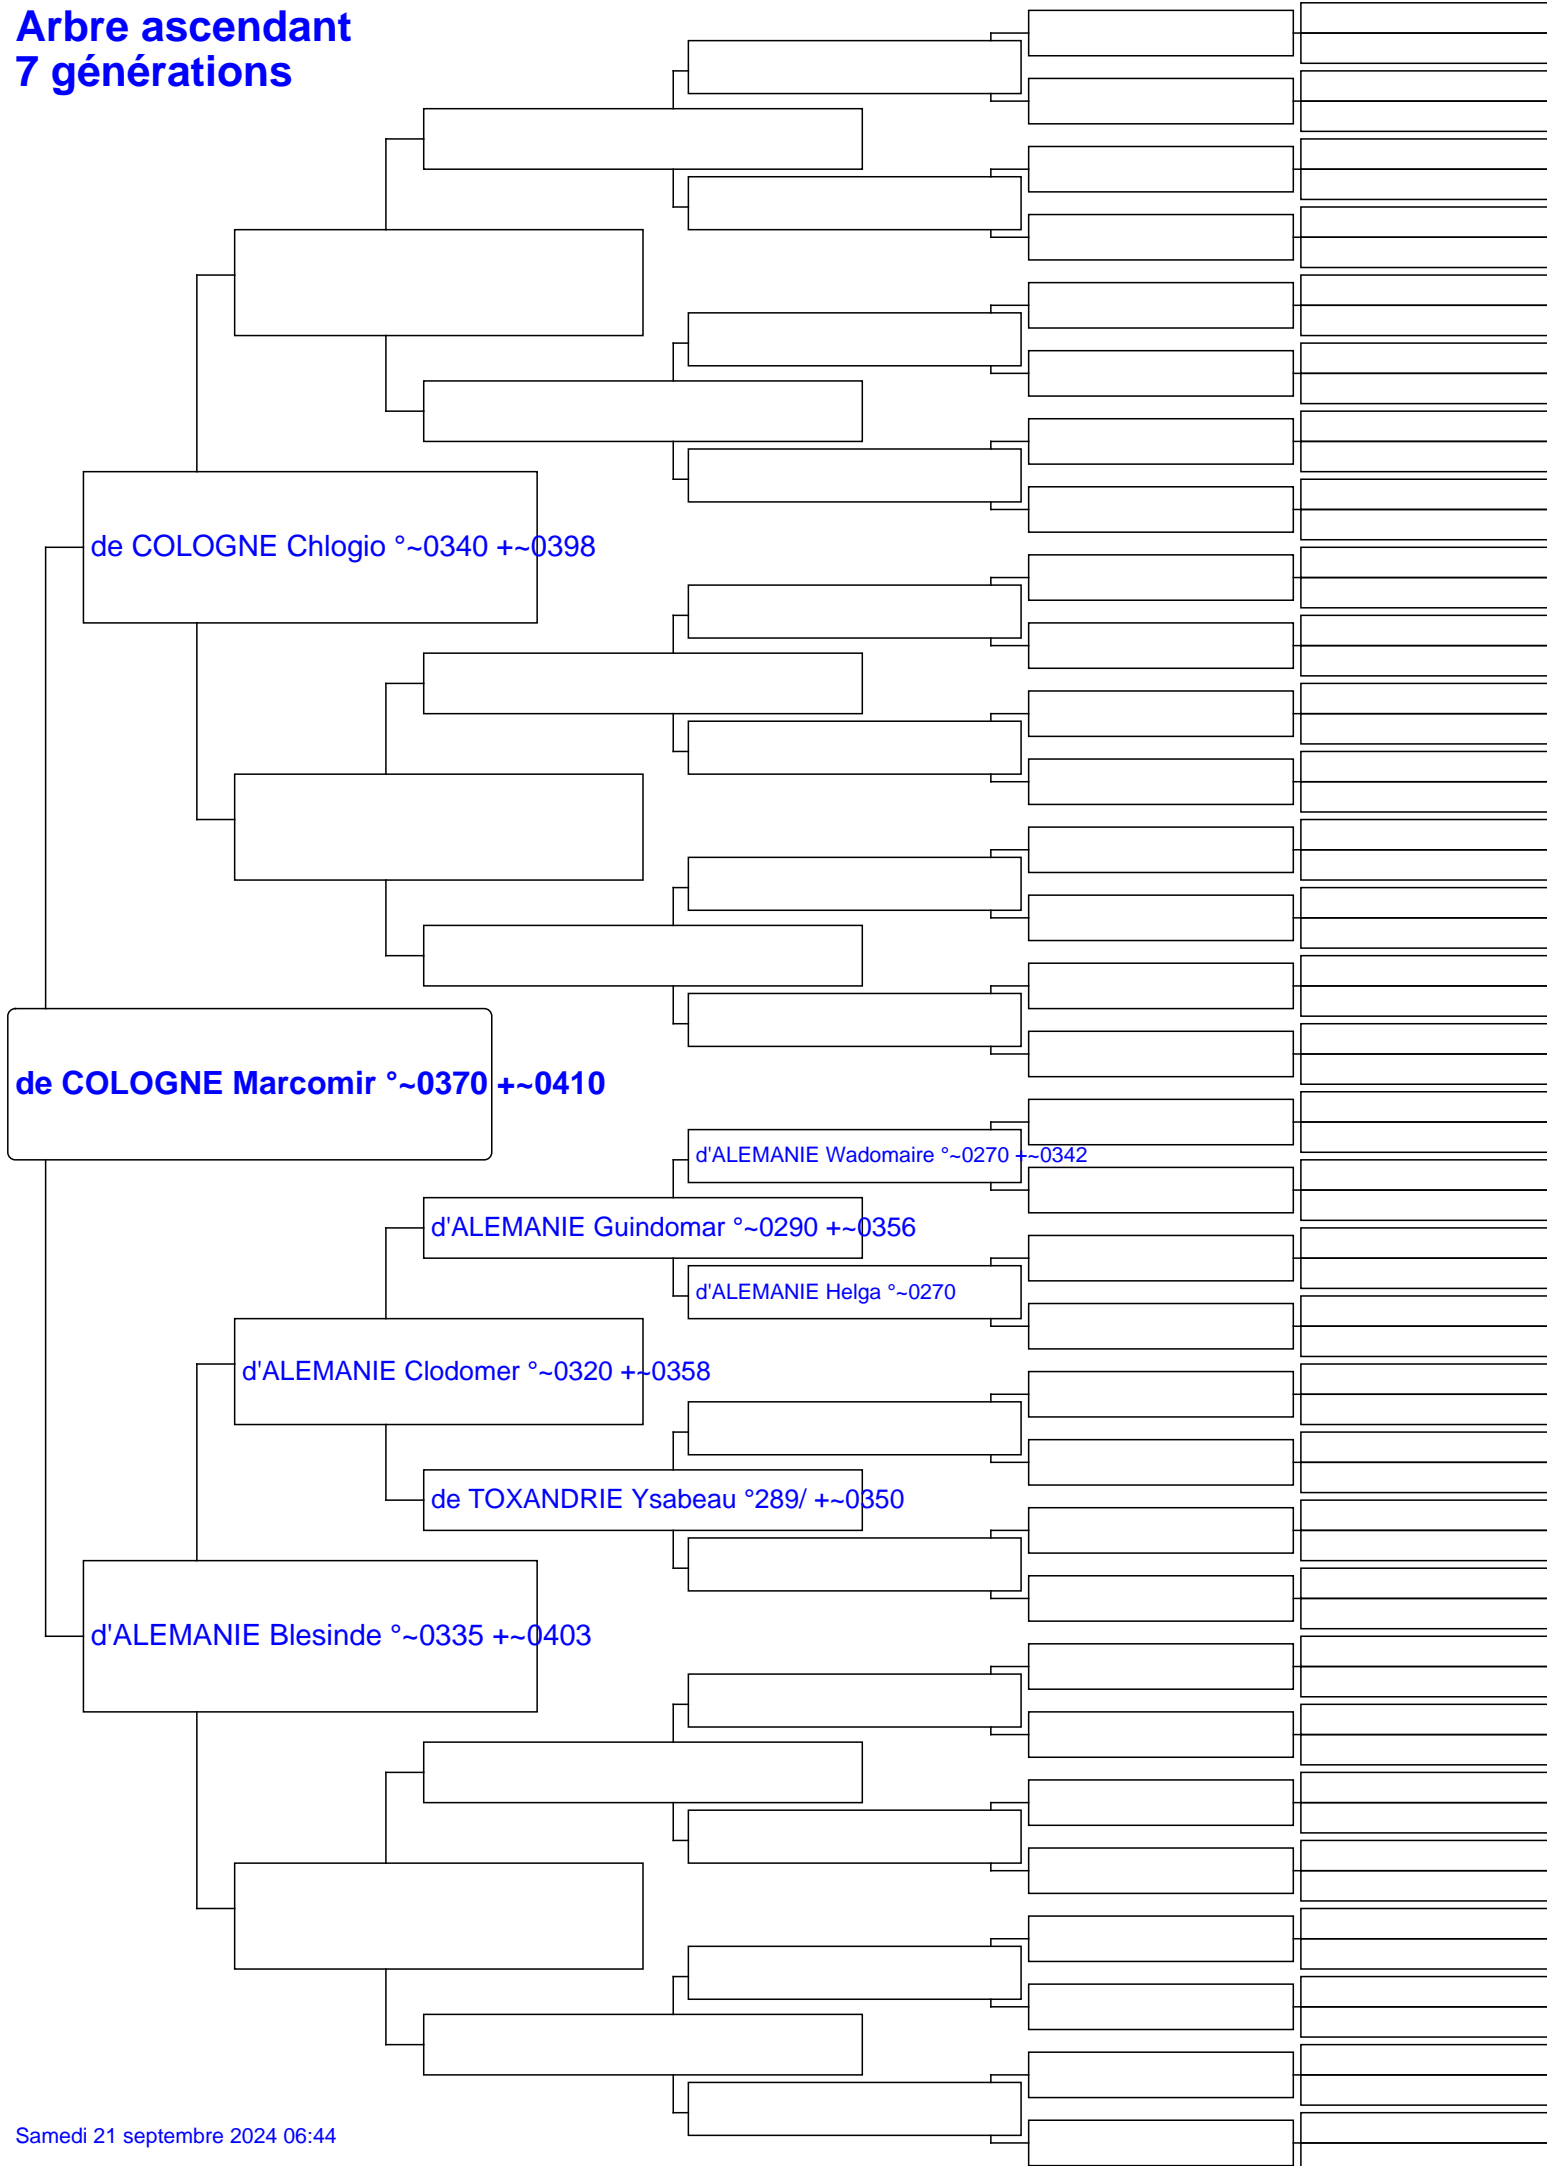 Arbre ascendant
7 générations
de COLOGNE Chlogio °~0340 +~0398
de COLOGNE Marcomir °~0370 +~0410
d'ALEMANIE Wadomaire °~0270 +~0342
d'ALEMANIE Guindomar °~0290 +~0356
d'ALEMANIE Helga °~0270
d'ALEMANIE Clodomer °~0320 +~0358
de TOXANDRIE Ysabeau °289/ +~0350
d'ALEMANIE Blesinde °~0335 +~0403
Samedi 21 septembre 2024 06:44